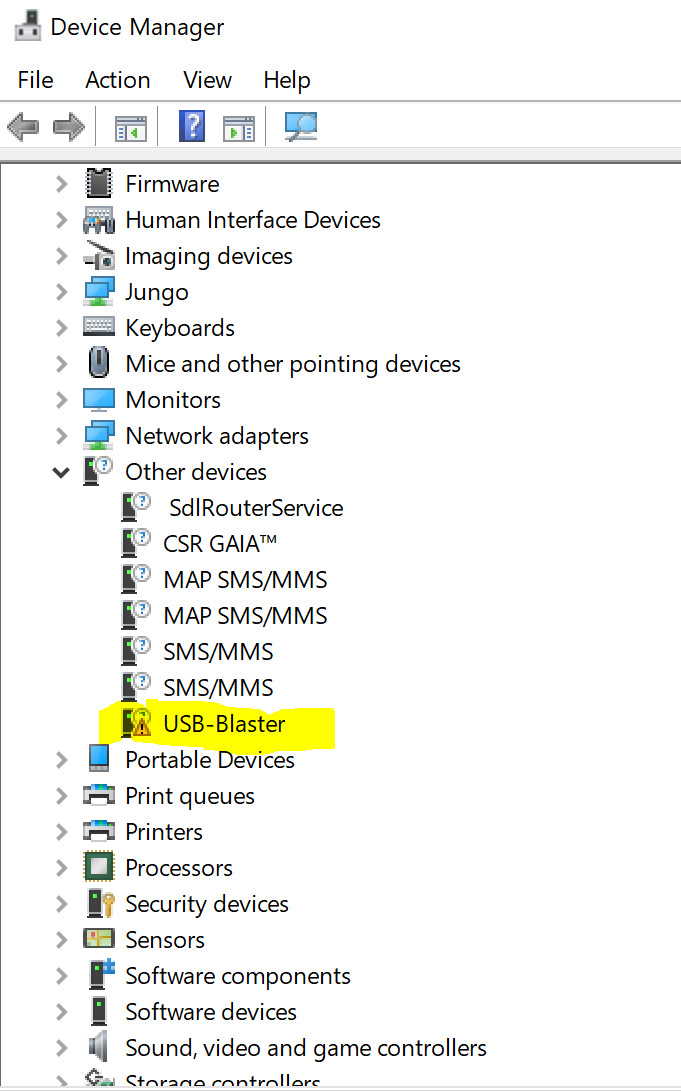 Device Manager
File Action View Help
Firmware
Human Interface Devices
Imaging devices
Jungo
Keyboards
Mice and other pointing devices
Monitors
Network adapters
Other devices
SdlRouterService
CSR GAIA™
MAP SMS/MMS
MAP SMS/MMS
SMS/MMS
SMS/MMS
USB-Blaster
Portable Devices
Print queues
Printers
Processors
Security devices
Sensors
Software components
Software devices
Sound, video and game controllers
Storage controllers